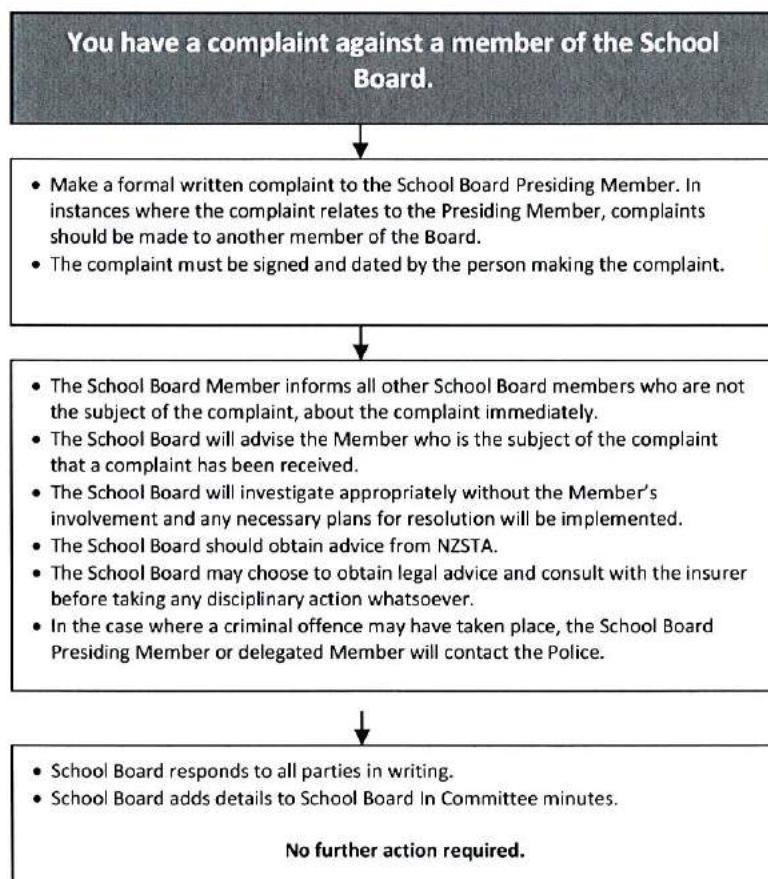 You have a complaint against a member of the School
Board.
• Make a formal written complaint to the School Board Presiding Member. In
instances where the complaint relates to the Presiding Member, complaints
should be made to another member of the Board.
• The complaint must be signed and dated by the person making the complaint.
• The School Board Member informs all other School Board members who are not
the subject of the complaint, about the complaint immediately.
• The School Board will advise the Member who is the subject of the complaint
that a complaint has been received.
• The School Board will investigate appropriately without the Member's
involvement and any necessary plans for resolution will be implemented.
• The School Board should obtain advice from NZSTA.
• The School Board may choose to obtain legal advice and consult with the insurer
before taking any disciplinary action whatsoever.
• In the case where a criminal offence may have taken place, the School Board
Presiding Member or delegated Member will contact the Police.
• School Board responds to all parties in writing.
• School Board adds details to School Board In Committee minutes.
No further action required.